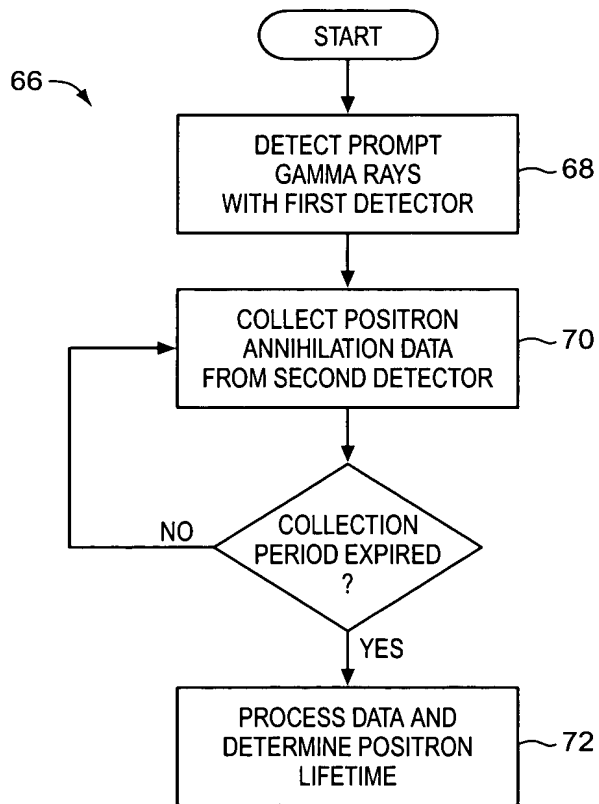 START
66
DETECT PROMPT
GAMMA RAYS
WITH FIRST DETECTOR
68
COLLECT POSITRON
ANNIHILATION DATA
FROM SECOND DETECTOR
70
COLLECTION
PERIOD EXPIRED
?
NO
YES
PROCESS DATA AND
DETERMINE POSITRON
LIFETIME
72